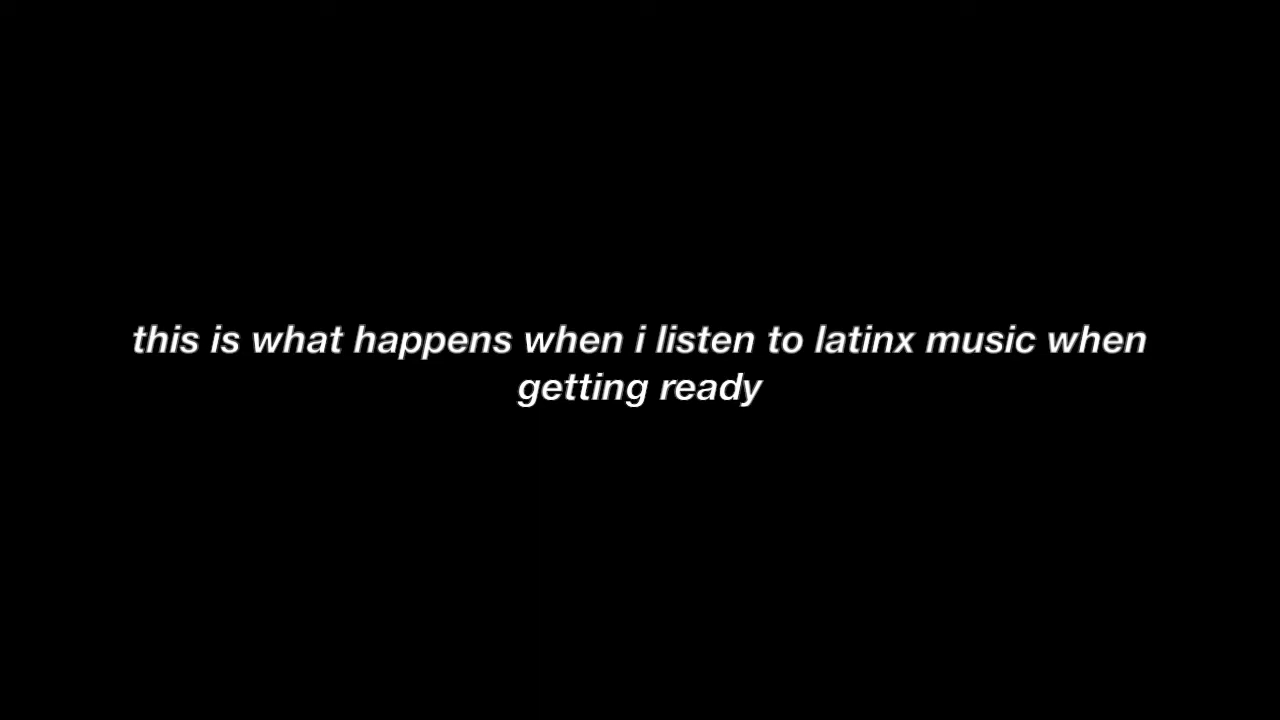 this is what happens when i listen to latinx music when
getting ready